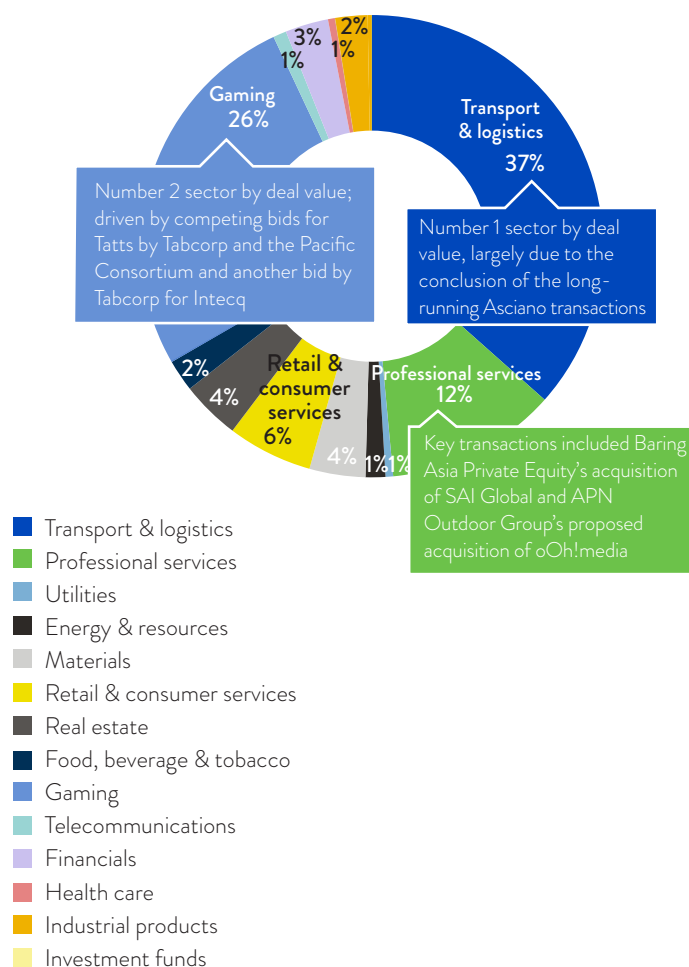 2%
3%
1%
1%
Gaming
26%
Transport
& logistics
37%
Number 2 sector by deal value;
driven by competing bids for
Tatts by Tabcorp and the Pacific
Consortium and another bid by
Tabcorp for Intecq
Number 1 sector by deal
value, largely due to the
conclusion of the long-
running Asciano transactions
2%
4%
Retail &
consumer
services
6%
4%
1%
1%
Professional services
12%
Key transactions included Baring
Asia Private Equity’s acquisition
of SAI Global and APN
Outdoor Group’s proposed
acquisition of oOh!media
Transport & logistics
Professional services
Utilities
Energy & resources
Materials
Retail & consumer services
Real estate
Food, beverage & tobacco
Gaming
Telecommunications
Financials
Health care
Industrial products
Investment funds